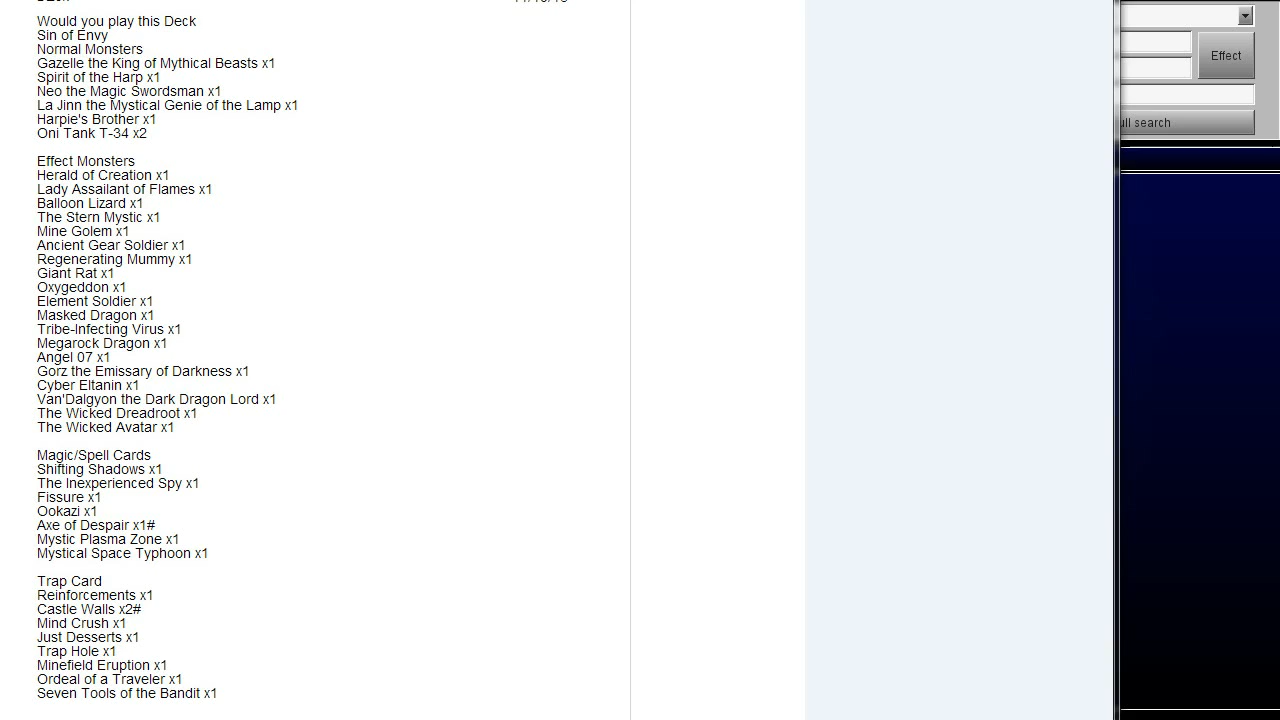 Would you play this Deck
Sin of Envy
Normal Monsters
Gazelle the King of Mythical Beasts x1
Spirit of the Harp x1
Neo the Magic Swordsman x1
La Jinn the Mystical Genie of the Lamp x1
Harpie's Brother x1
Oni Tank T-34 x2
Effect Monsters
Herald of Creation x1
Lady Assailant of Flames x1
Balloon Lizard x1
The Stern Mystic x1
Mine Golem x1
Ancient Gear Soldier x1
Regenerating Mummy x1
Giant Rat x1
Oxygeddon x1
Element Soldier x1
Masked Dragon x1
Tribe-Infecting Virus x1
Megarock Dragon x1
Angel 07 x1
Gorz the Emissary of Darkness x1
Cyber Eltanin x1
Van'Dalgyon the Dark Dragon Lord x1
The Wicked Dreadroot x1
The Wicked Avatar x1
Magic/Spell Cards
Shifting Shadows x1
The Inexperienced Spy x1
Fissure x1
Ookazi x1
Axe of Despair x1#
Mystic Plasma Zone x1
Mystical Space Typhoon x1
Trap Card
Reinforcements x1
Castle Walls x2#
Mind Crush x1
Just Desserts x1
Trap Hole x1
Minefield Eruption x1
Ordeal of a Traveler x1
Seven Tools of the Bandit x1
Effect
ull search